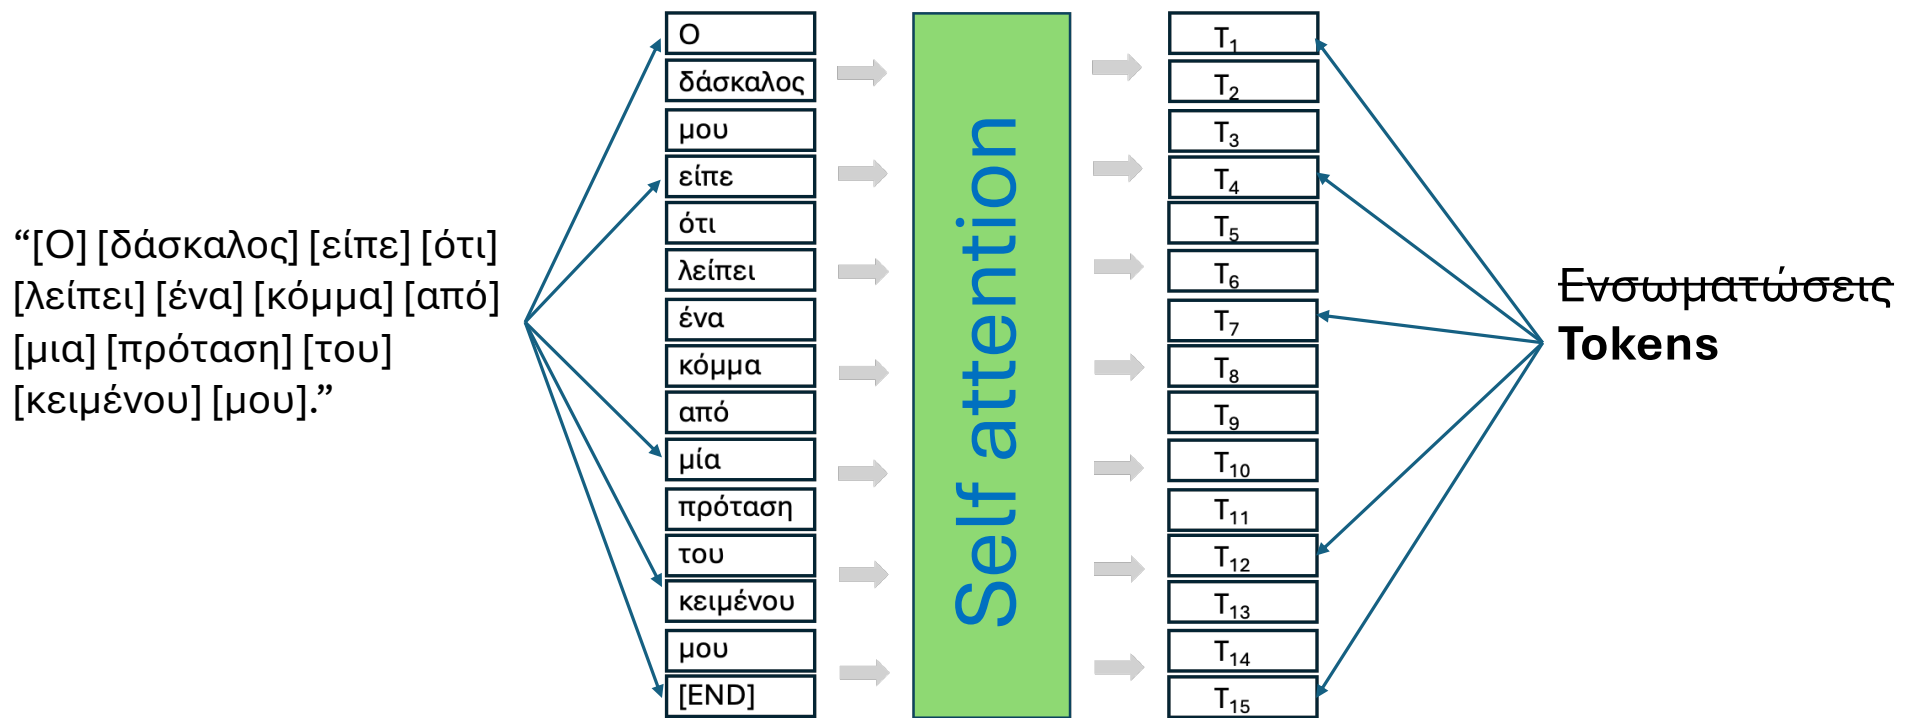 “[Ο] [δάσκαλος] [είπε] [ότι]
[λείπει] [ένα] [κόμμα] [από]
[μια] [πρόταση] [του]
[κειμένου] [μου].”
Ο
δάσκαλος
μου
είπε
ότι
λείπει
ένα
κόμμα
από
μία
πρόταση
του
κειμένου
μου
[END]
Self attention
T1
T2
T3
T4
T5
T6
T7
T8
T9
T10
T11
T12
T13
T14
T15
Ενσωματώσεις
Tokens